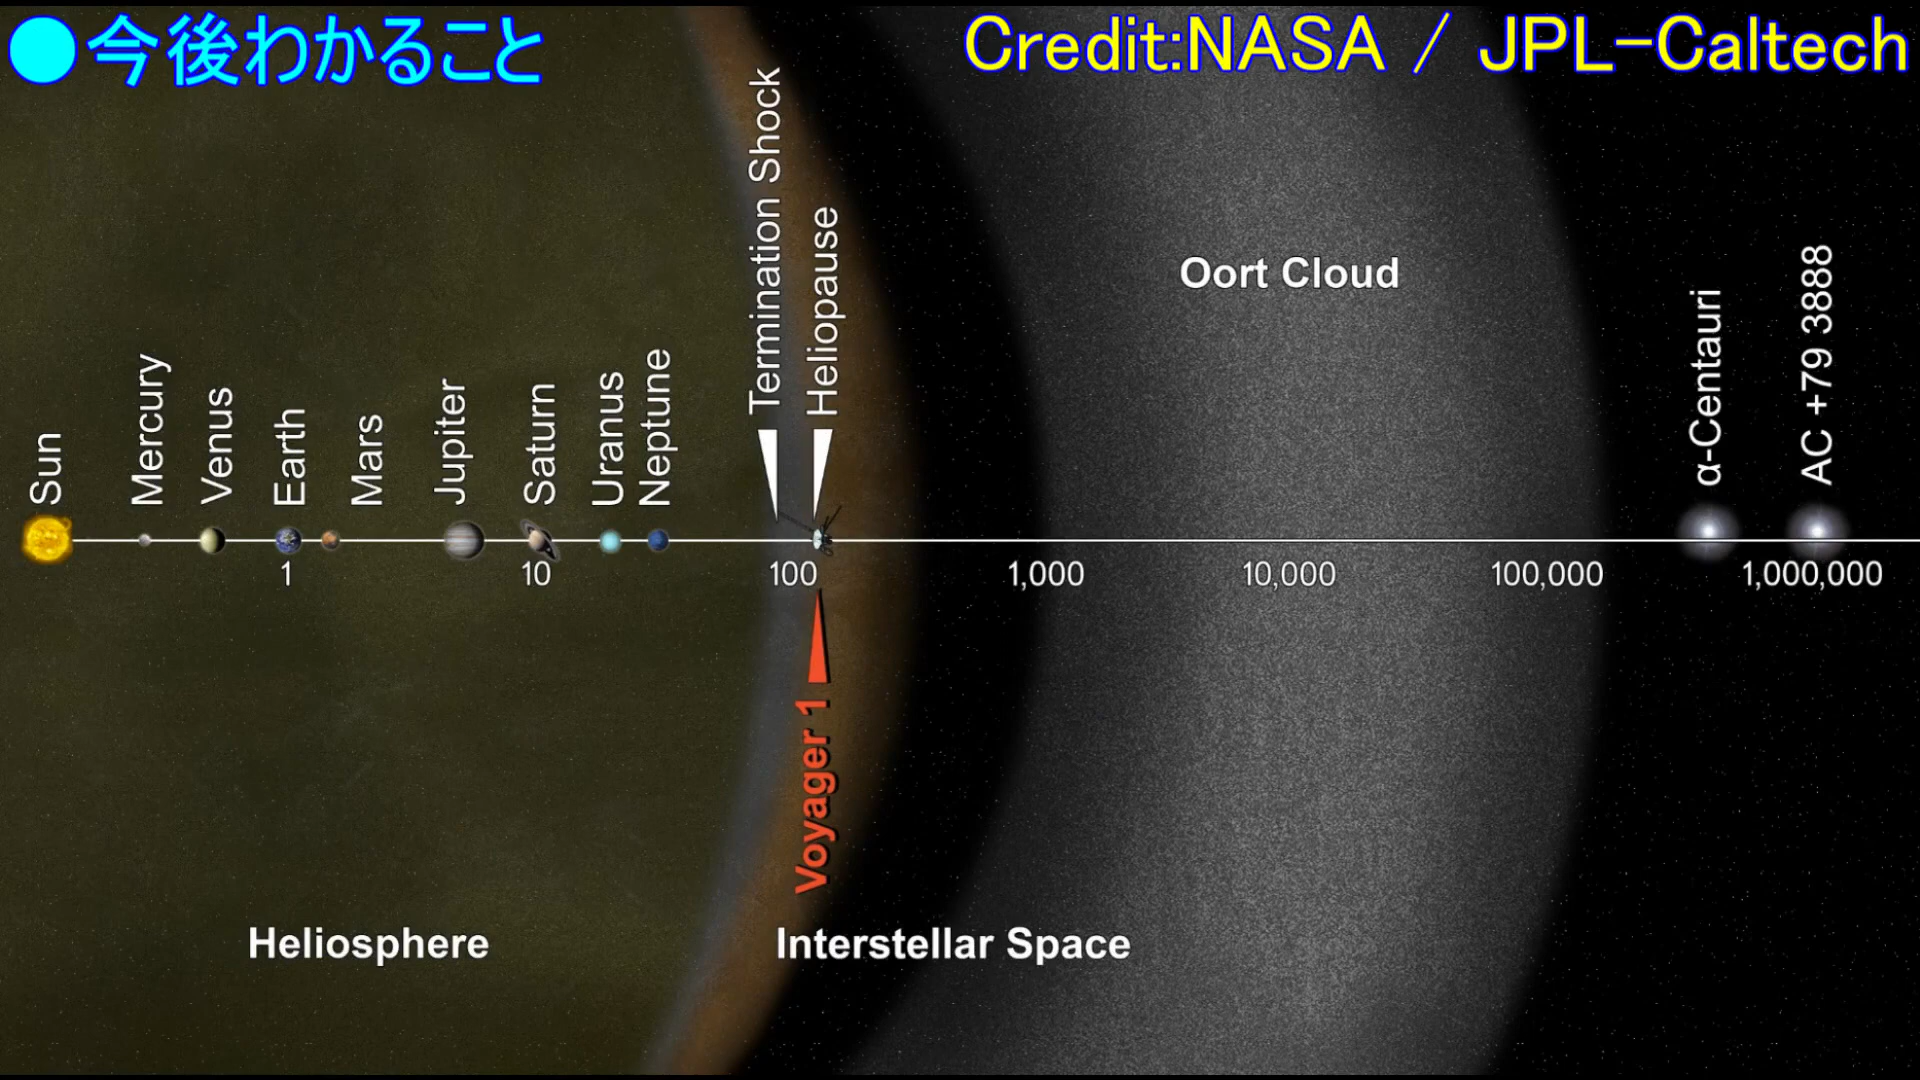 ●今後わかること
Credit:NASA / JPL-Caltech
Sun
Mercury
Venus
Earth
Mars
Jupiter
Saturn
Uranus
Neptune
Termination Shock
Heliopause
Oort Cloud
α-Centauri
AC +79 3888
1
10
100
1,000
10,000
100,000
1,000,000
Voyager 1
Heliosphere
Interstellar Space